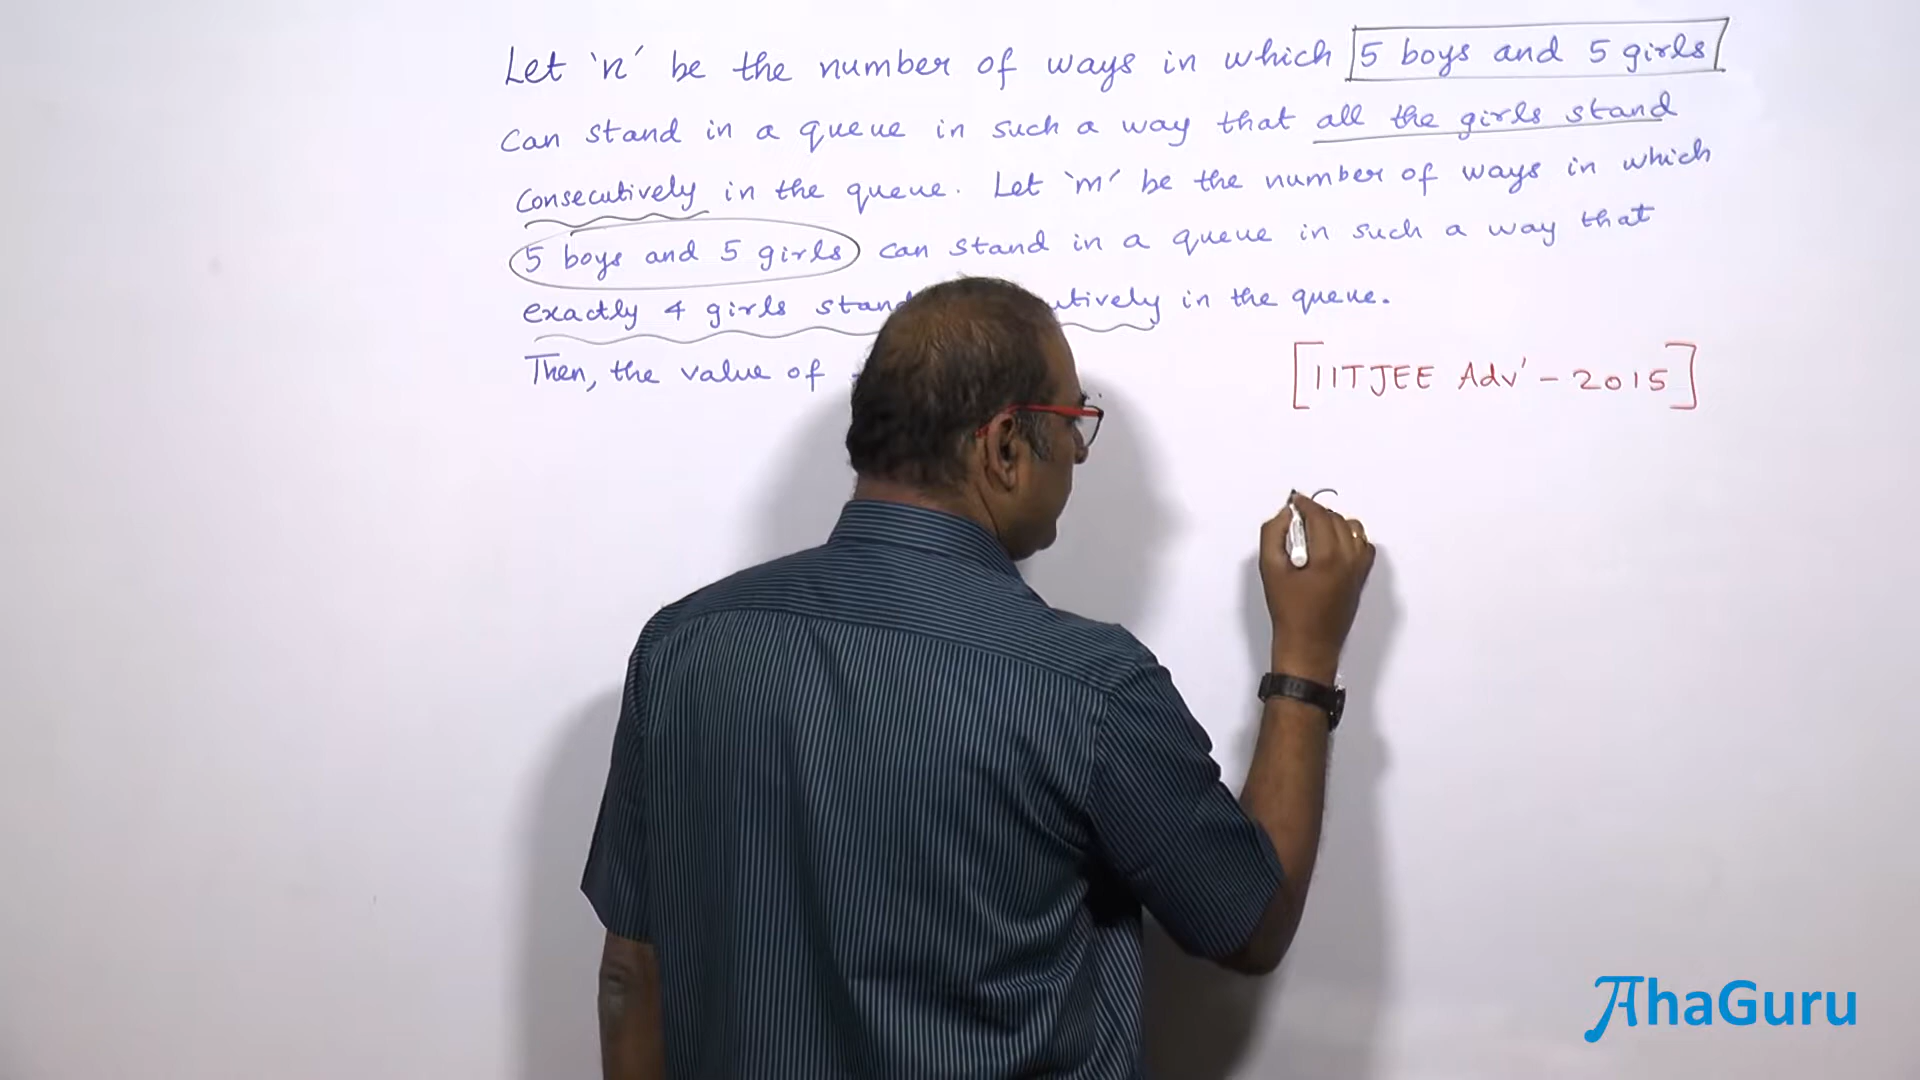 Let 'n' be the number of ways in which 5 boys and 5 girls
can stand in a queue in such a way that all the girls stand
consecutively in the queue. Let 'm' be the number of ways in which
5 boys and 5 girls can stand in a queue in such a way that
exactly 4 girls in the queue.
Then, the value of
[IITJEE Adv' - 2015]
AhaGuru